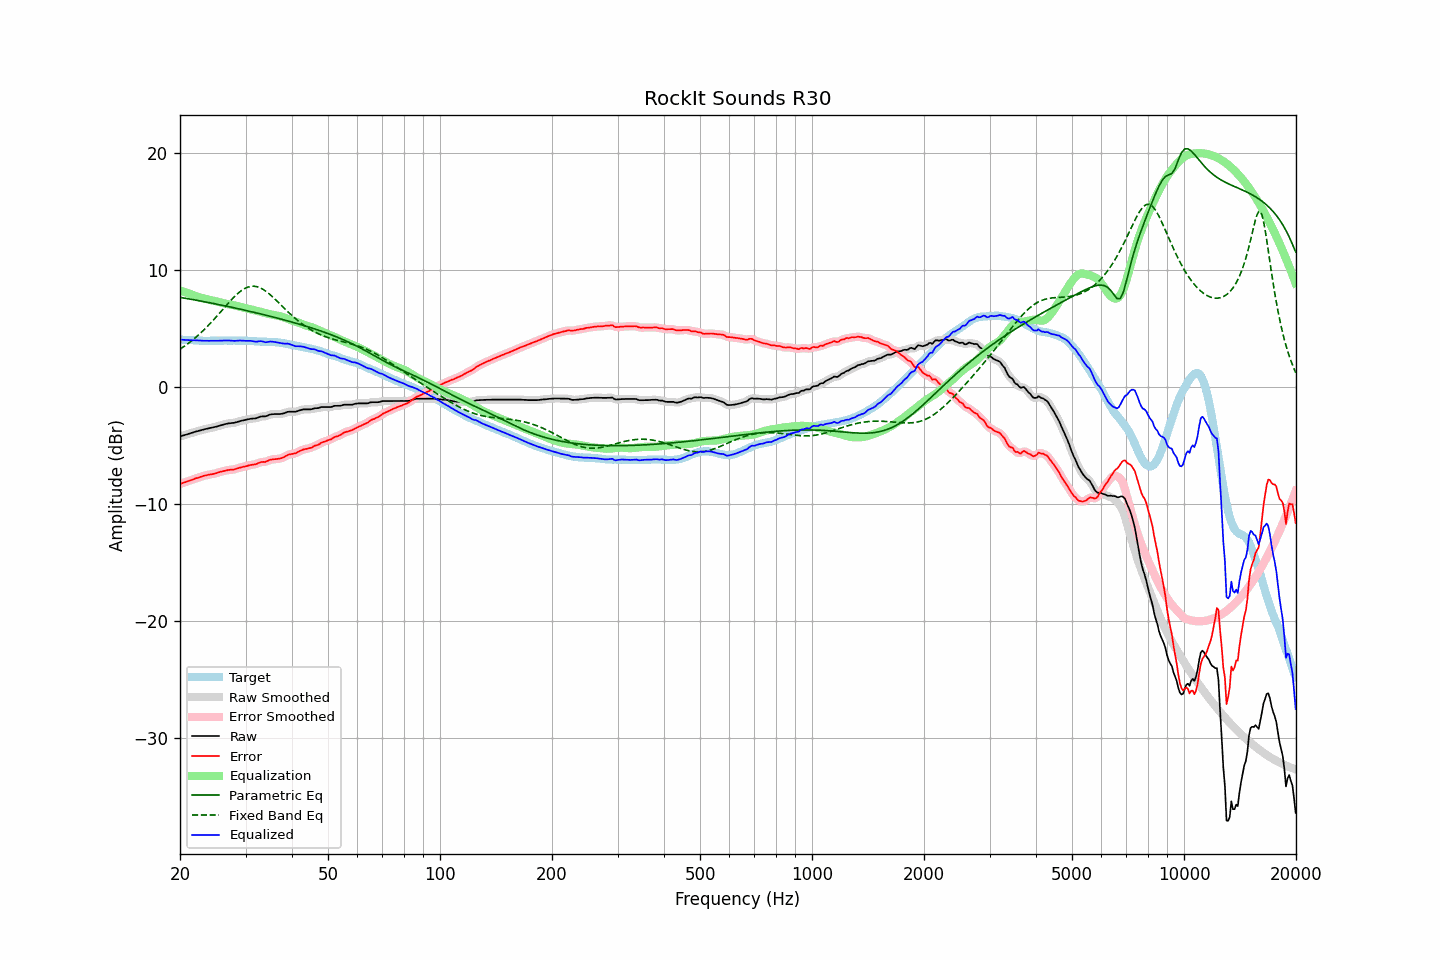 RockIt Sounds R30
Amplitude (dBr)
20
10
0
−10
−20
−30
Target
Raw Smoothed
Error Smoothed
Raw
Error
Equalization
Parametric Eq
Fixed Band Eq
Equalized
20 50 100 200 500 1000 2000 5000 10000 20000
Frequency (Hz)